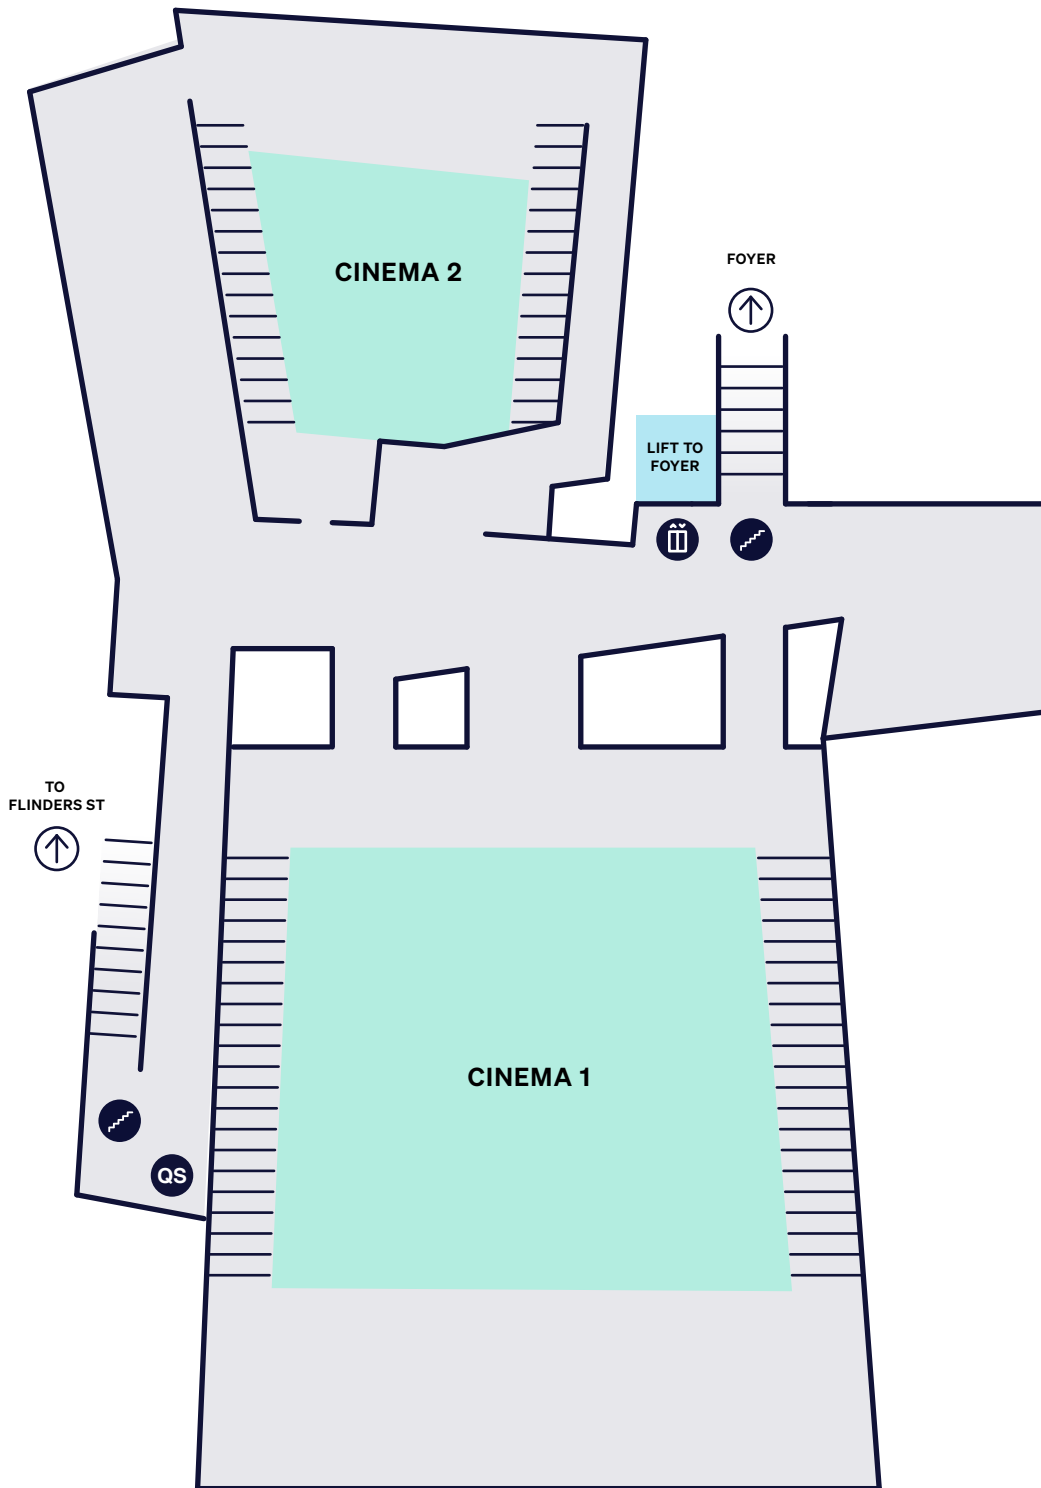 CINEMA 2
FOYER
LIFT TO
FOYER
TO
FLINDERS ST
CINEMA 1
QS